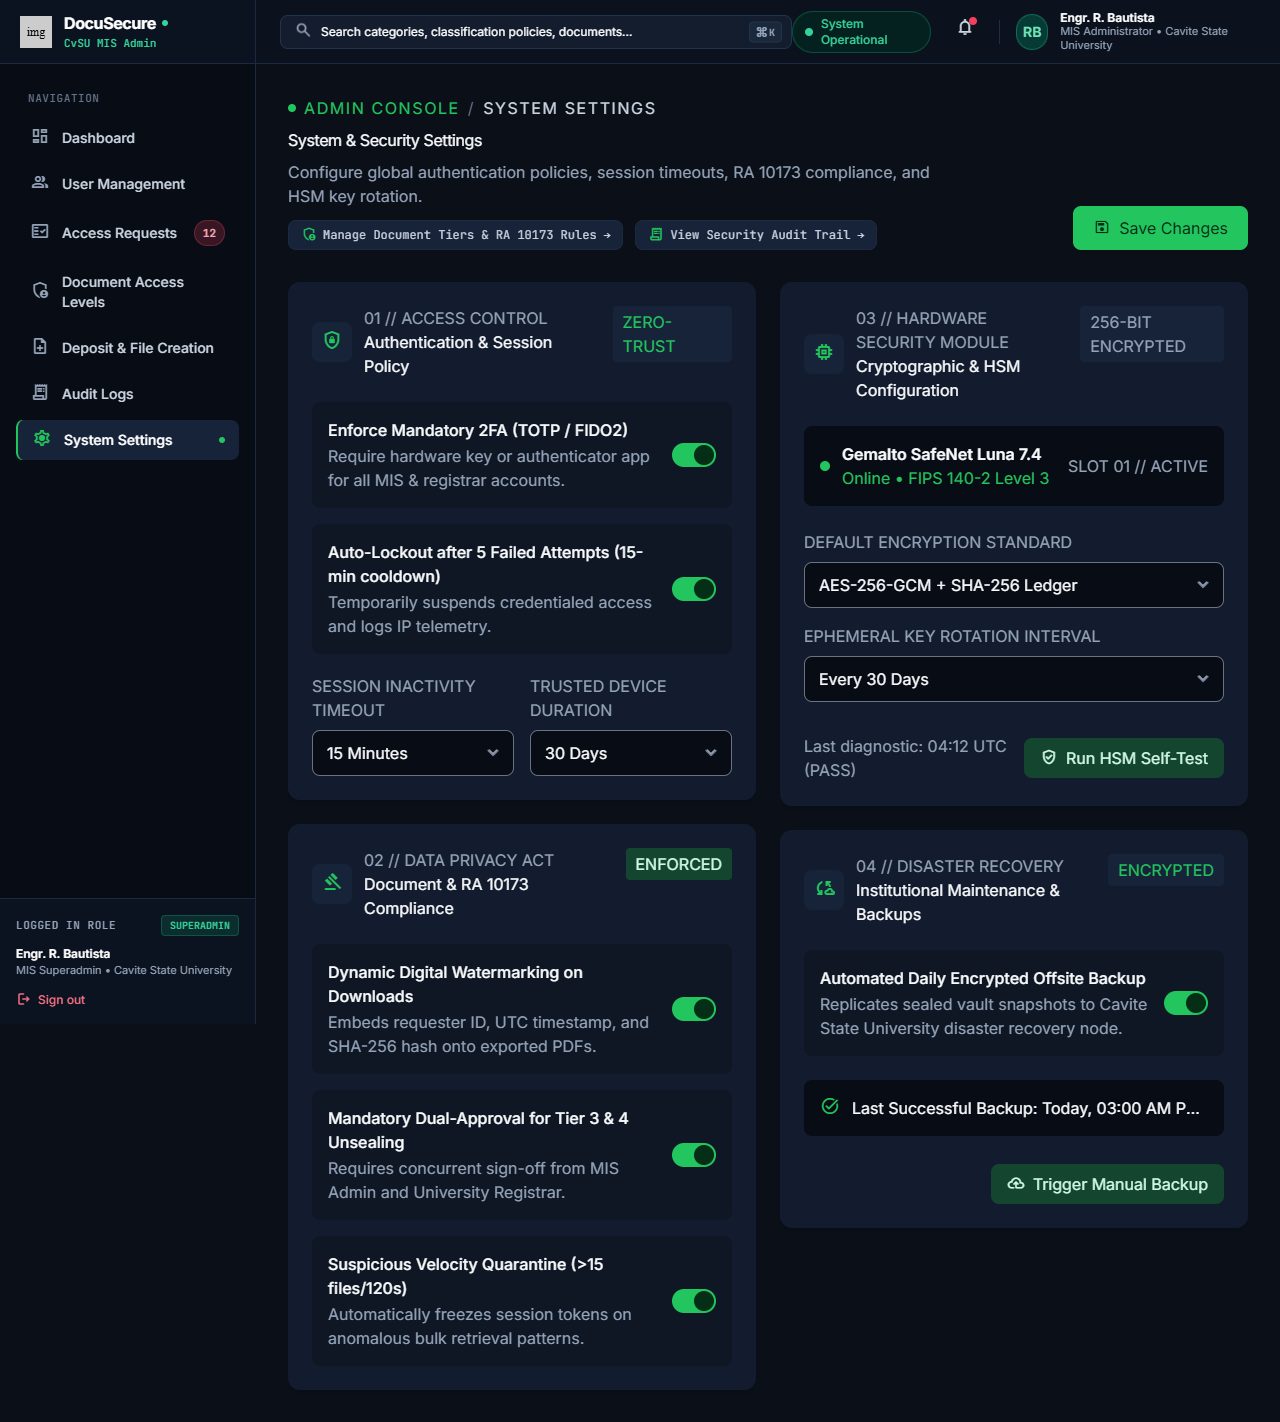 img
DocuSecure
CvSU MIS Admin
Search categories, classification policies, documents...
⌘K
System
Operational
RB
Engr. R. Bautista
MIS Administrator • Cavite State
University
NAVIGATION
Dashboard
User Management
Access Requests
12
Document Access
Levels
Deposit & File Creation
Audit Logs
System Settings
LOGGED IN ROLE
SUPERADMIN
Engr. R. Bautista
MIS Superadmin • Cavite State University
Sign out
ADMIN CONSOLE / SYSTEM SETTINGS
System & Security Settings
Configure global authentication policies, session timeouts, RA 10173 compliance, and
HSM key rotation.
Manage Document Tiers & RA 10173 Rules →
View Security Audit Trail →
Save Changes
01 // ACCESS CONTROL
Authentication & Session
Policy
ZERO-
TRUST
Enforce Mandatory 2FA (TOTP / FIDO2)
Require hardware key or authenticator app
for all MIS & registrar accounts.
Auto-Lockout after 5 Failed Attempts (15-
min cooldown)
Temporarily suspends credentialed access
and logs IP telemetry.
SESSION INACTIVITY
TIMEOUT
15 Minutes
TRUSTED DEVICE
DURATION
30 Days
02 // DATA PRIVACY ACT
Document & RA 10173
Compliance
ENFORCED
Dynamic Digital Watermarking on
Downloads
Embeds requester ID, UTC timestamp, and
SHA-256 hash onto exported PDFs.
Mandatory Dual-Approval for Tier 3 & 4
Unsealing
Requires concurrent sign-off from MIS
Admin and University Registrar.
Suspicious Velocity Quarantine (>15
files/120s)
Automatically freezes session tokens on
anomalous bulk retrieval patterns.
03 // HARDWARE
SECURITY MODULE
Cryptographic & HSM
Configuration
256-BIT
ENCRYPTED
Gemalto SafeNet Luna 7.4
Online • FIPS 140-2 Level 3
SLOT 01 // ACTIVE
DEFAULT ENCRYPTION STANDARD
AES-256-GCM + SHA-256 Ledger
EPHEMERAL KEY ROTATION INTERVAL
Every 30 Days
Last diagnostic: 04:12 UTC
(PASS)
Run HSM Self-Test
04 // DISASTER RECOVERY
Institutional Maintenance &
Backups
ENCRYPTED
Automated Daily Encrypted Offsite Backup
Replicates sealed vault snapshots to Cavite
State University disaster recovery node.
Last Successful Backup: Today, 03:00 AM P...
Trigger Manual Backup